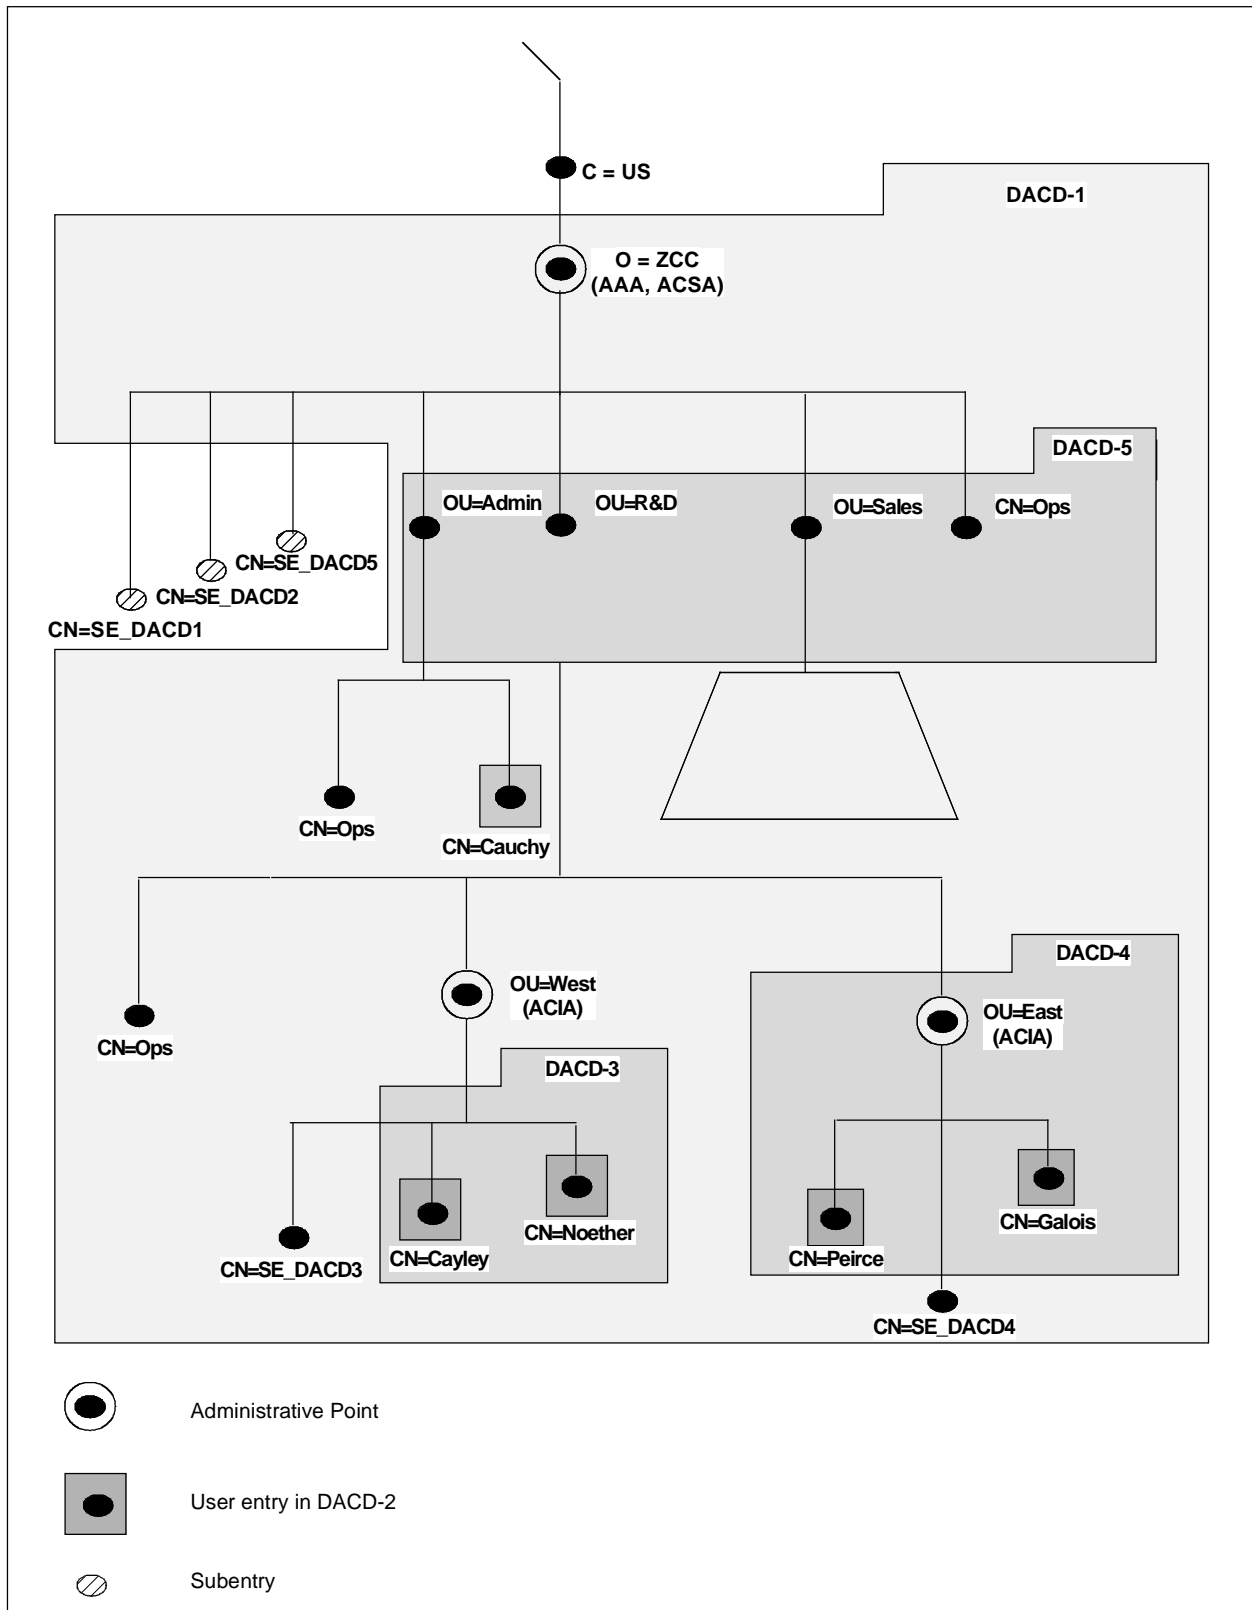 C = US
DACD-1
O = ZCC
(AAA, ACSA)
DACD-5
OU=Admin
OU=R&D
OU=Sales
CN=Ops
CN=SE_DACD5
CN=SE_DACD2
CN=SE_DACD1
CN=Ops
CN=Cauchy
DACD-4
OU=West
(ACIA)
OU=East
(ACIA)
CN=Ops
DACD-3
CN=Galois
CN=Noether
CN=Cayley
CN=Peirce
CN=SE_DACD3
CN=SE_DACD4
Administrative Point
User entry in DACD-2
Subentry